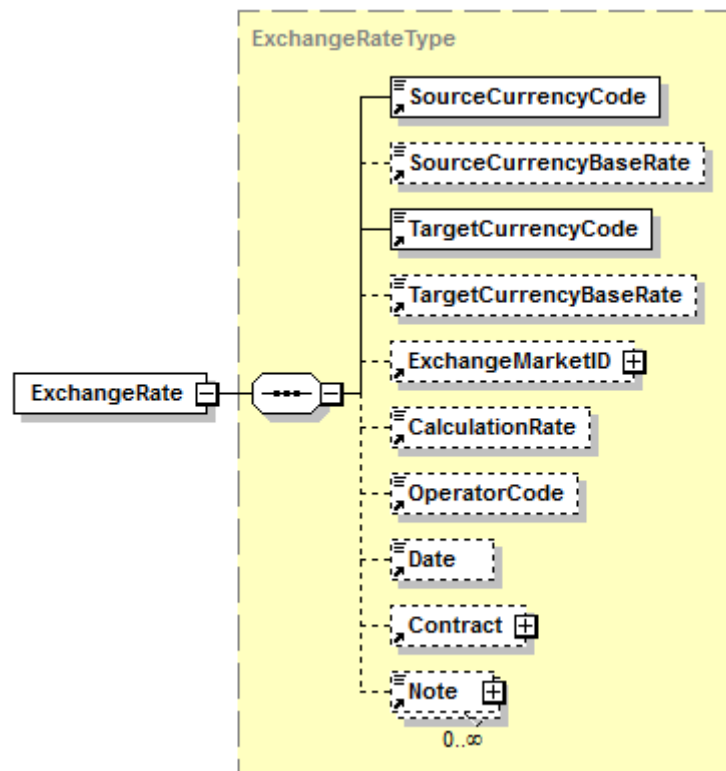 ExchangeRateType
SourceCurrencyCode
SourceCurrencyBaseRate
TargetCurrencyCode
TargetCurrencyBaseRate
ExchangeMarketID
ExchangeRate
CalculationRate
OperatorCode
Date
Contract
Note
0..∞